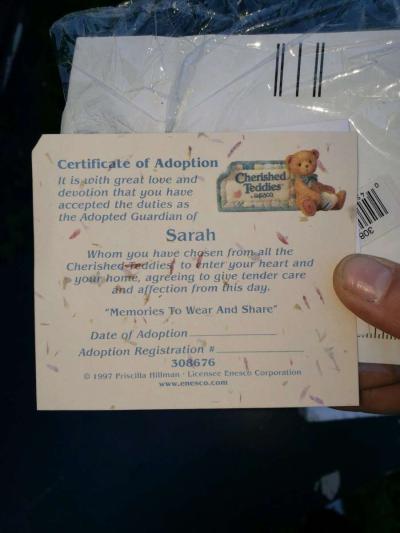 Certificate of Adoption
Cherished
Teddies
ENESCO
It is with great love and
devotion that you have
accepted the duties as
the Adopted Guardian of
Sarah
Whom you have chosen from all the
Cherished Teddies to enter your heart and
your home, agreeing to give tender care
and affection from this day.
"Memories To Wear And Share"
Date of Adoption
Adoption Registration #
308676
© 1997 Priscilla Hillman · Licensee Enesco Corporation
www.enesco.com